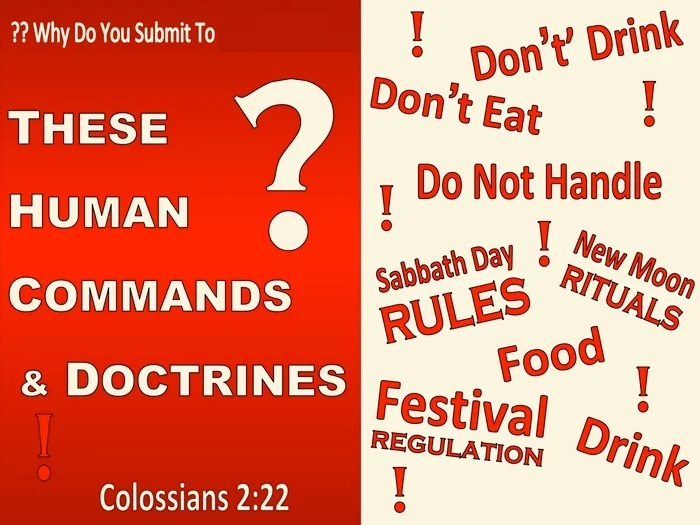 ?? Why Do You Submit To
THESE
HUMAN
COMMANDS
& DOCTRINES
?
!
Colossians 2:22
!
Don't' Drink
Don't Eat
!
Do Not Handle
!
!
Sabbath Day
RULES
New Moon
RITUALS
Food
!
Festival
REGULATION
Drink
!